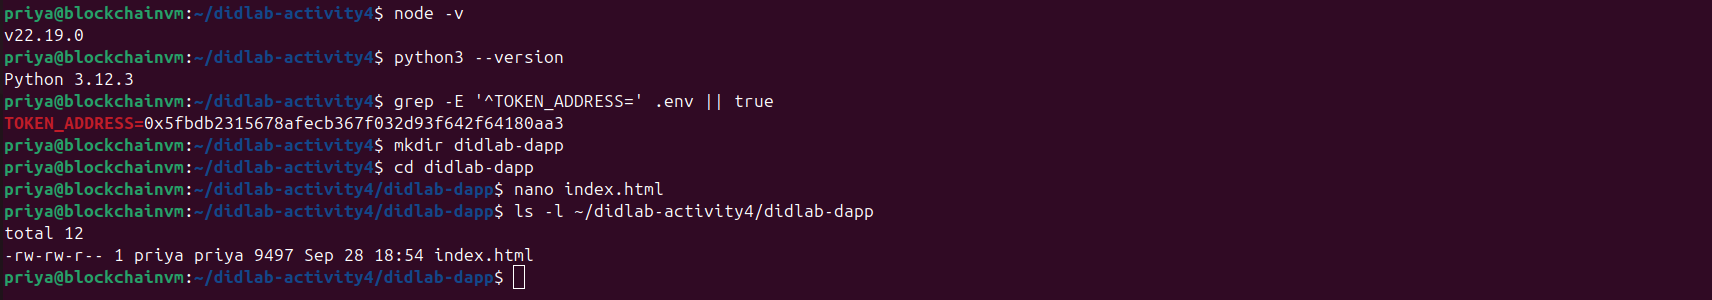 priya@blockchainvm:~/didlab-activity4$ node -v
v22.19.0
priya@blockchainvm:~/didlab-activity4$ python3 --version
Python 3.12.3
priya@blockchainvm:~/didlab-activity4$ grep -E '^TOKEN_ADDRESS=' .env || true
TOKEN_ADDRESS=0x5fbdb2315678afecb367f032d93f642f64180aa3
priya@blockchainvm:~/didlab-activity4$ mkdir didlab-dapp
priya@blockchainvm:~/didlab-activity4$ cd didlab-dapp
priya@blockchainvm:~/didlab-activity4/didlab-dapp$ nano index.html
priya@blockchainvm:~/didlab-activity4/didlab-dapp$ ls -l ~/didlab-activity4/didlab-dapp
total 12
-rw-rw-r-- 1 priya priya 9497 Sep 28 18:54 index.html
priya@blockchainvm:~/didlab-activity4/didlab-dapp$